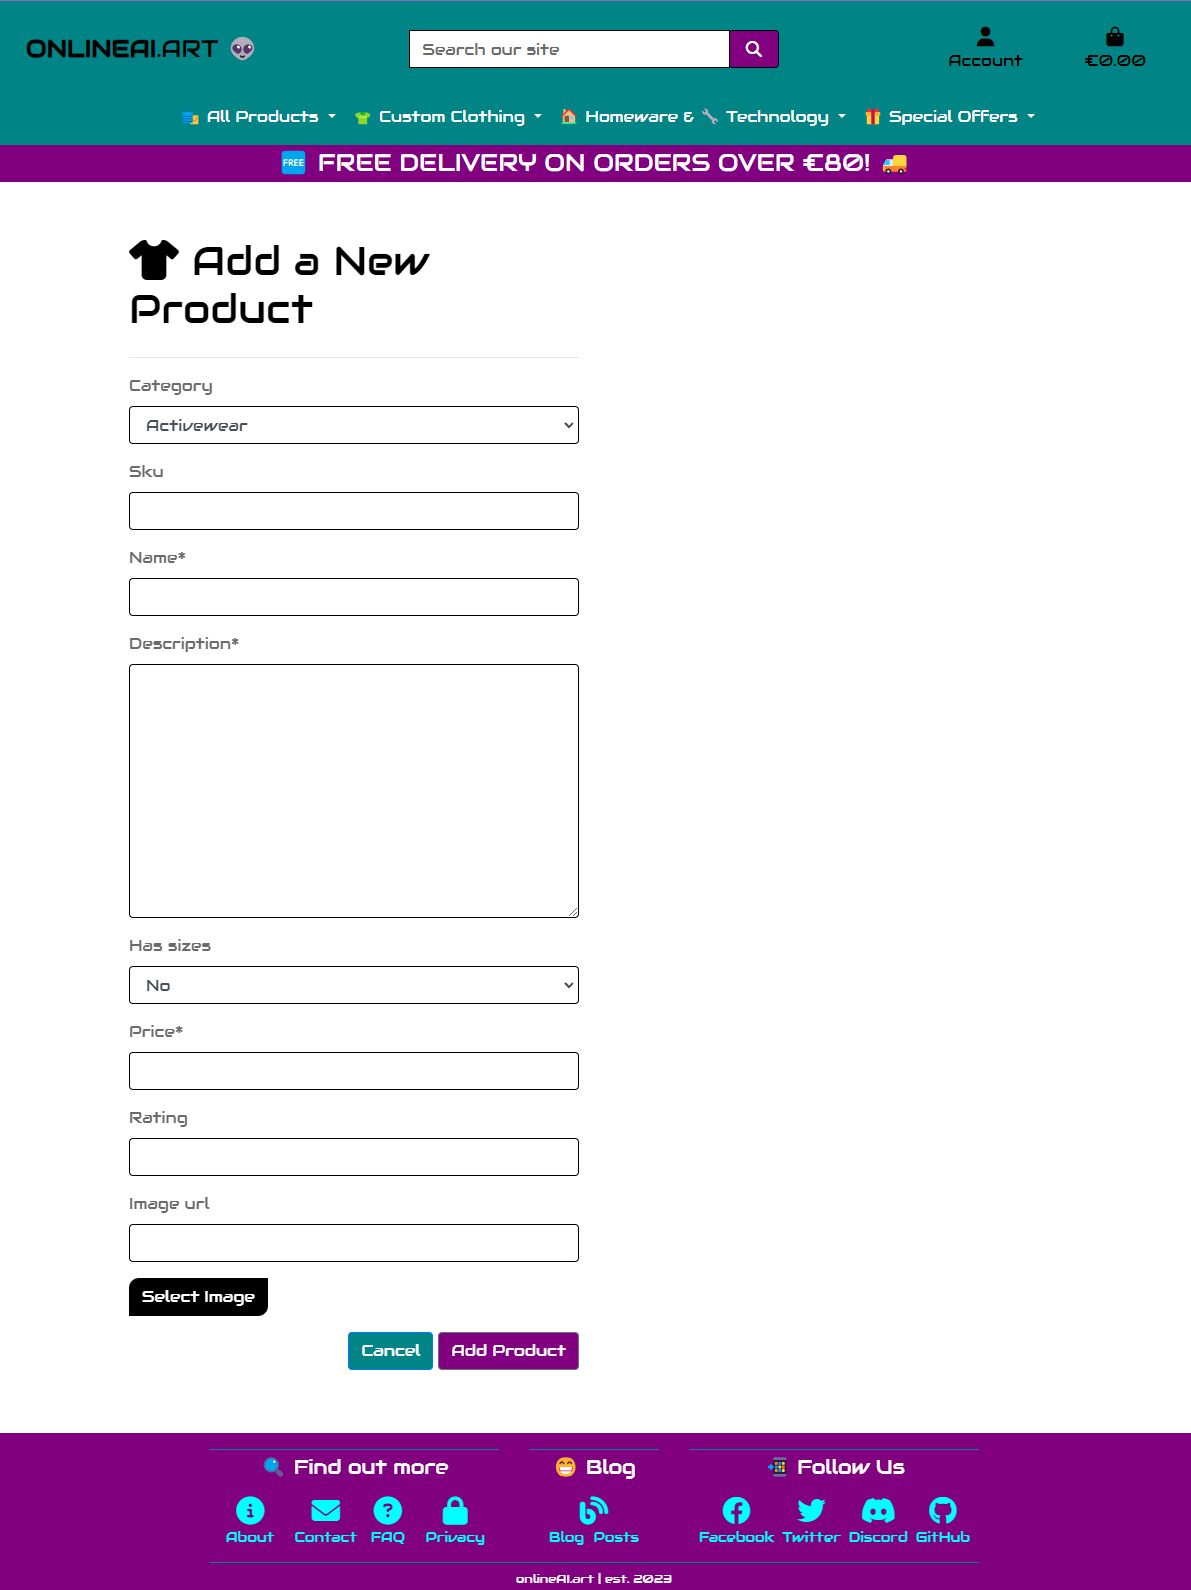 ONLINEAI.ART
Search our site
Account
€0.00
All Products
Custom Clothing
Homeware & Technology
Special Offers
FREE FREE DELIVERY ON ORDERS OVER €80!
Add a New
Product
Category
Activewear
Sku
Name*
Description*
Has sizes
No
Price*
Rating
Image url
Select Image
Cancel
Add Product
Find out more
About
Contact
FAQ
Privacy
Blog
Blog Posts
Follow Us
Facebook
Twitter
Discord
GitHub
onlineAI.art | est. 2023